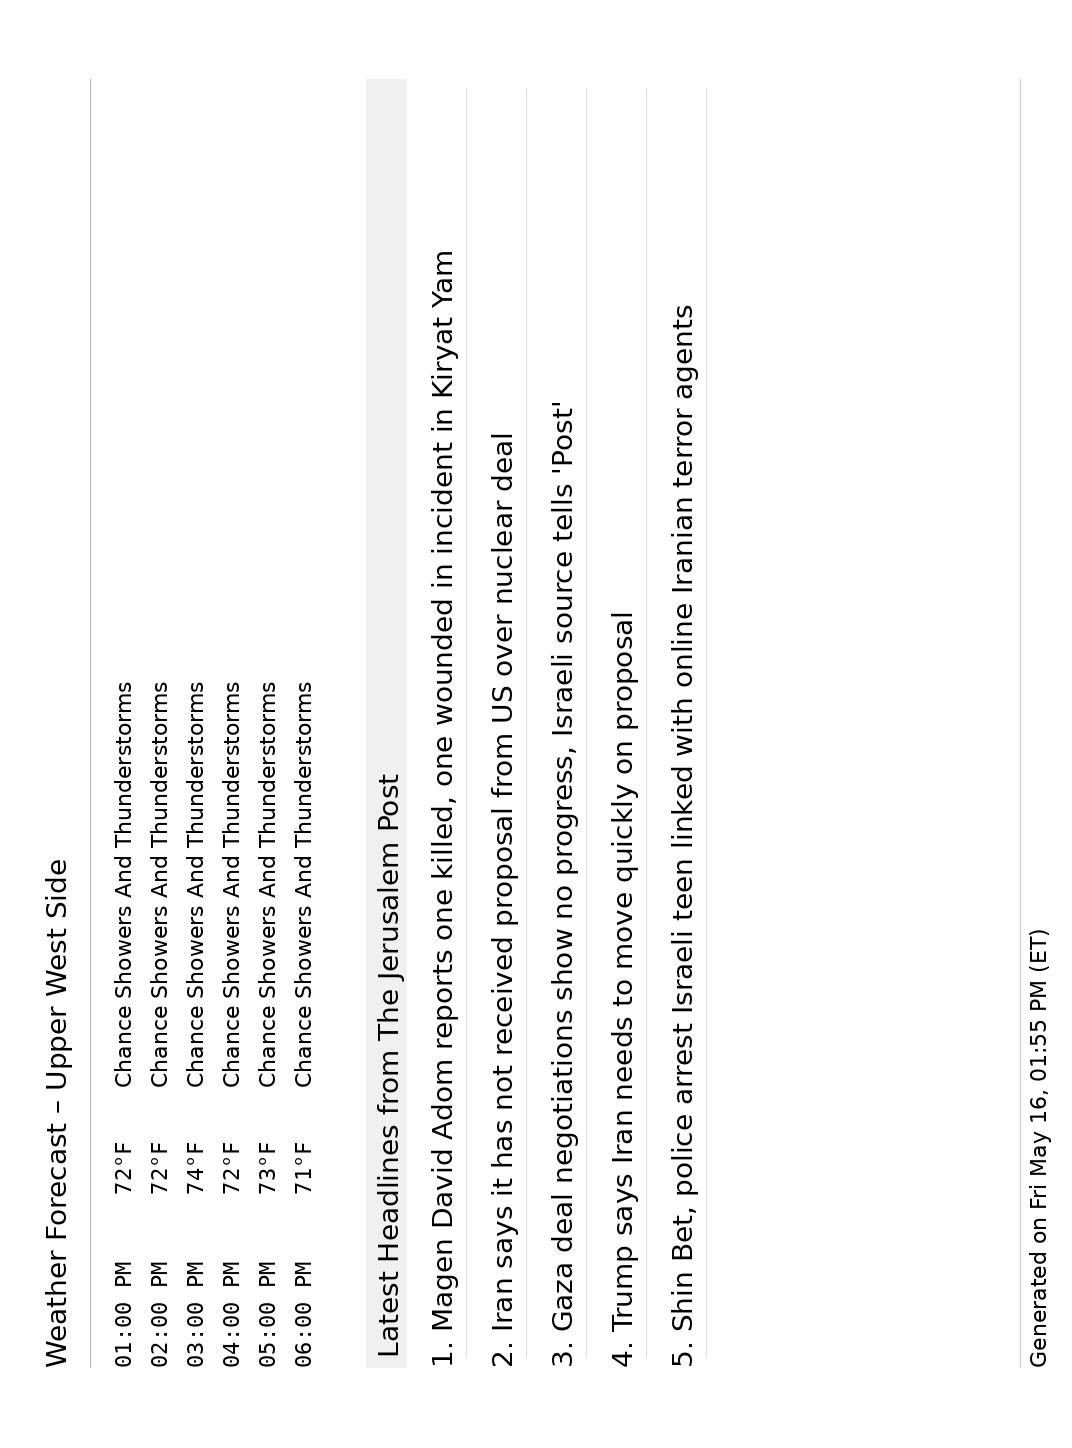 Weather Forecast – Upper West Side
01:00 PM 72°F Chance Showers And Thunderstorms
02:00 PM 72°F Chance Showers And Thunderstorms
03:00 PM 74°F Chance Showers And Thunderstorms
04:00 PM 72°F Chance Showers And Thunderstorms
05:00 PM 73°F Chance Showers And Thunderstorms
06:00 PM 71°F Chance Showers And Thunderstorms
Latest Headlines from The Jerusalem Post
1. Magen David Adom reports one killed, one wounded in incident in Kiryat Yam
2. Iran says it has not received proposal from US over nuclear deal
3. Gaza deal negotiations show no progress, Israeli source tells 'Post'
4. Trump says Iran needs to move quickly on proposal
5. Shin Bet, police arrest Israeli teen linked with online Iranian terror agents
Generated on Fri May 16, 01:55 PM (ET)